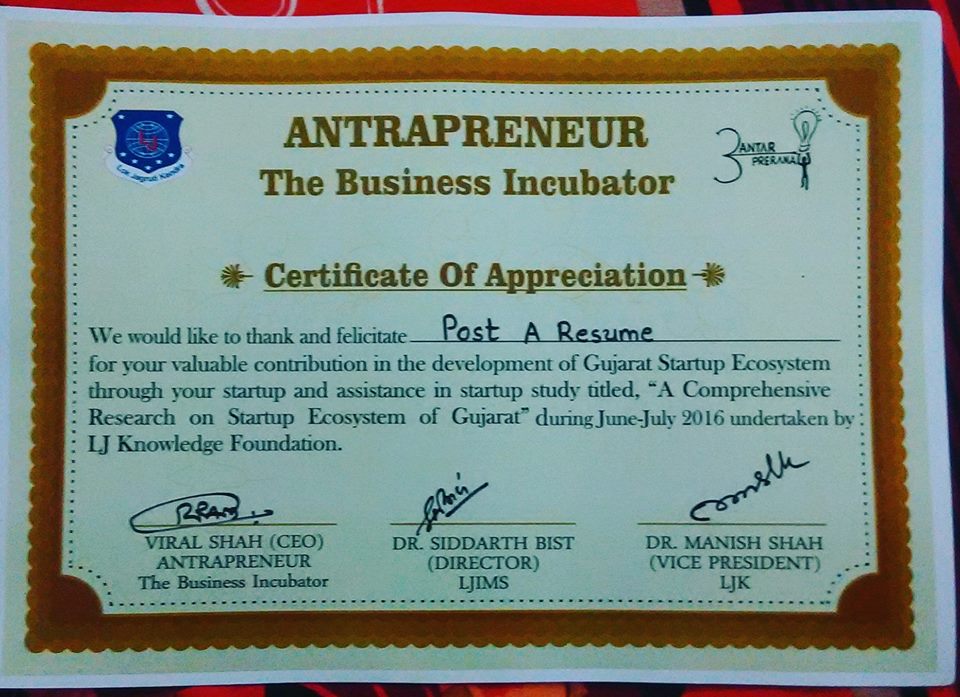 ANTRAPRENEUR
The Business Incubator
Lok Jagruti Kendra
ANTAR
PRERANA
Certificate Of Appreciation
We would like to thank and felicitate Post A Resume
for your valuable contribution in the development of Gujarat Startup Ecosystem
through your startup and assistance in startup study titled, “A Comprehensive
Research on Startup Ecosystem of Gujarat” during June-July 2016 undertaken by
LJ Knowledge Foundation.
VIRAL SHAH (CEO)
ANTRAPRENEUR
The Business Incubator
DR. SIDDARTH BIST
(DIRECTOR)
LJIMS
DR. MANISH SHAH
(VICE PRESIDENT)
LJK